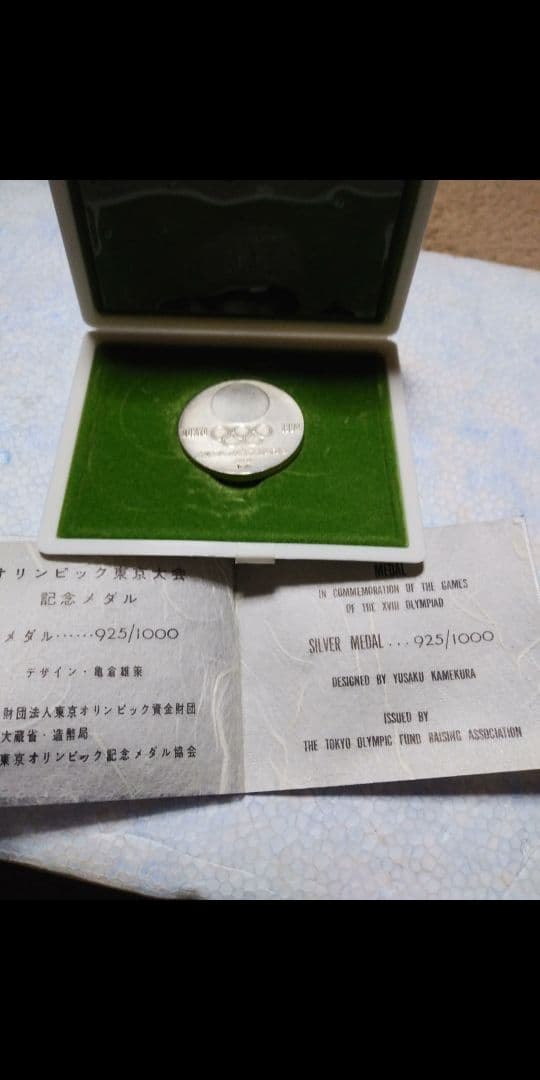 TOKYO
オリンピック東京大会
記念メダル
メダル‥‥‥925/1000
デザイン・亀倉雄策
財団法人東京オリンピック資金財団
大蔵省・造幣局
東京オリンピック記念メダル協会
MEDAL
IN COMMEMORATION OF THE GAMES
OF THE XVIII OLYMPIAD
SILVER MEDAL . . . 925/1000
DESIGNED BY YUSAKU KAMEKURA
ISSUED BY
THE TOKYO OLYMPIC FUND RAISING ASSOCIATION